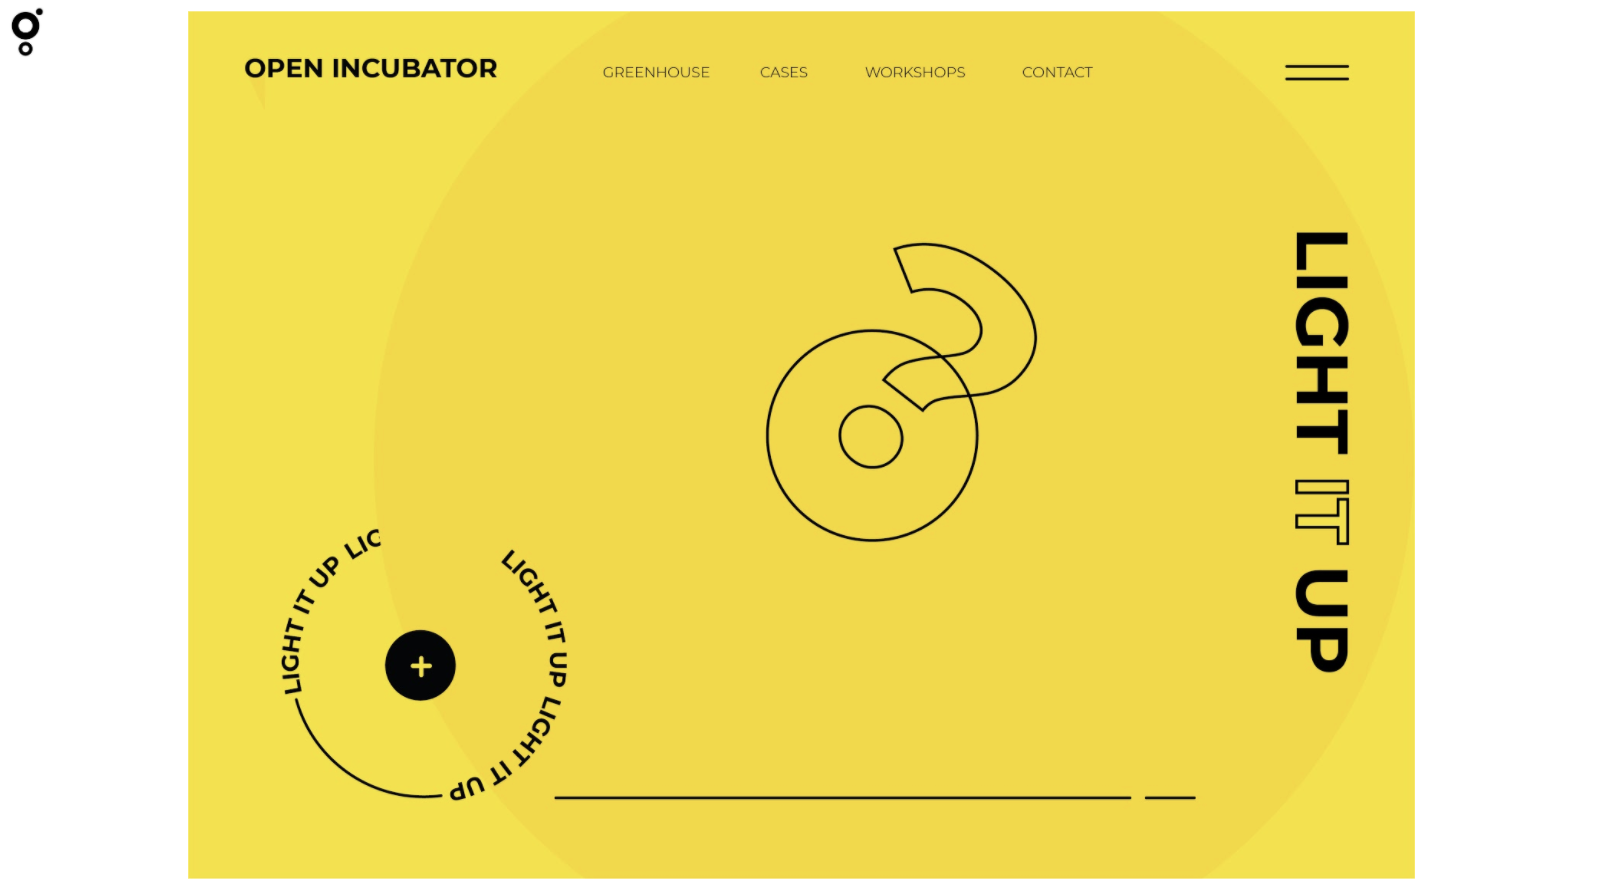 OPEN INCUBATOR
GREENHOUSE
CASES
WORKSHOPS
CONTACT
LIGHT IT UP
LIGHT IT UP LIG
LIGHT IT UP LIGHT IT UP